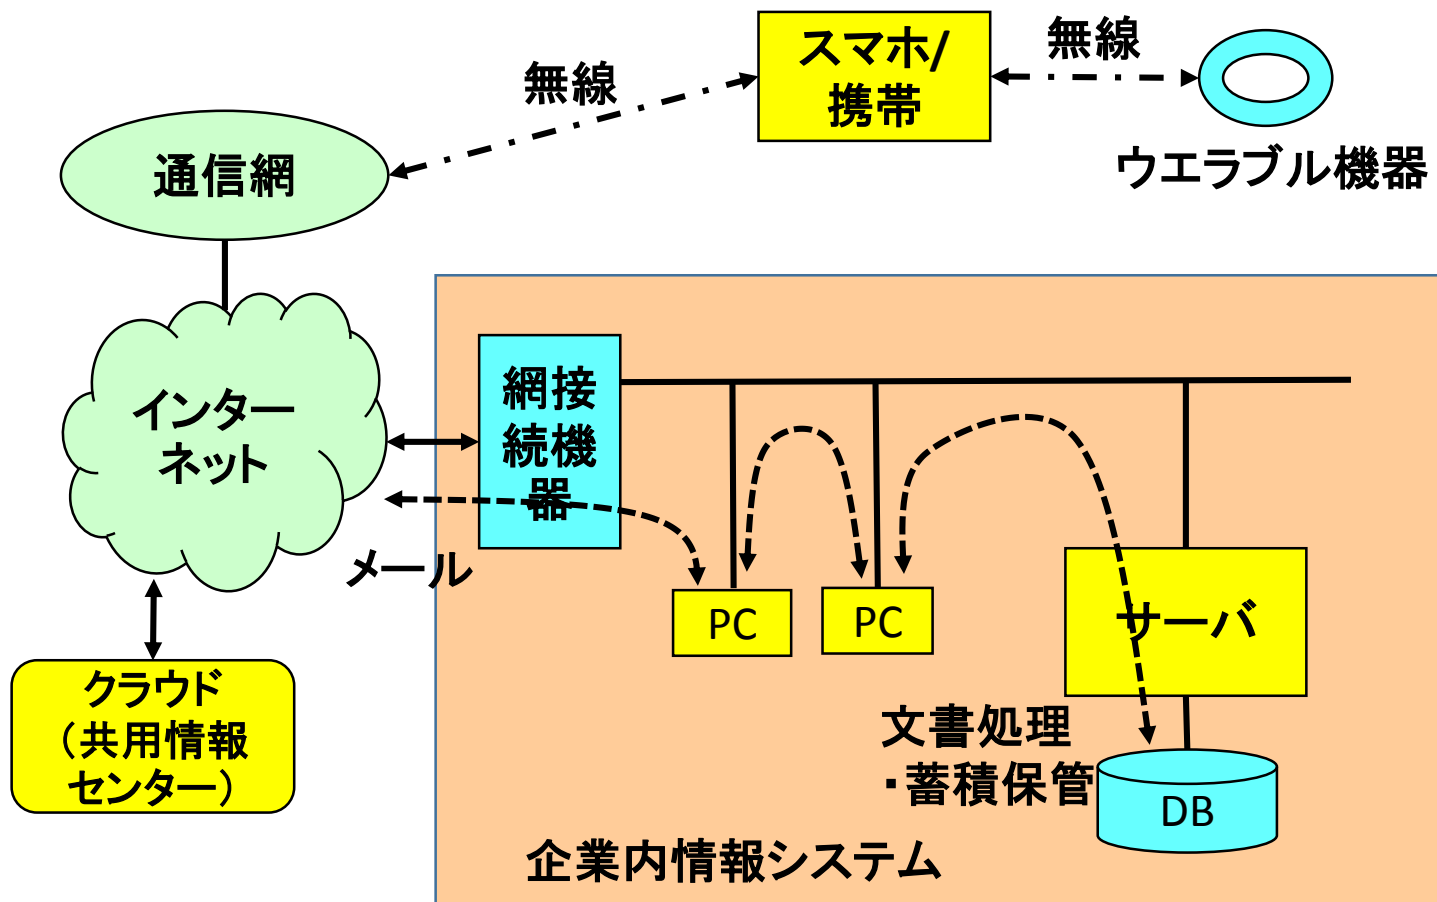 無線
スマホ/
携帯
無線
ウエラブル機器
通信網
インター
ネット
網接
続機
器
メール
PC
PC
サーバ
クラウド
（共用情報
センター）
文書処理
・蓄積保管
DB
企業内情報システム